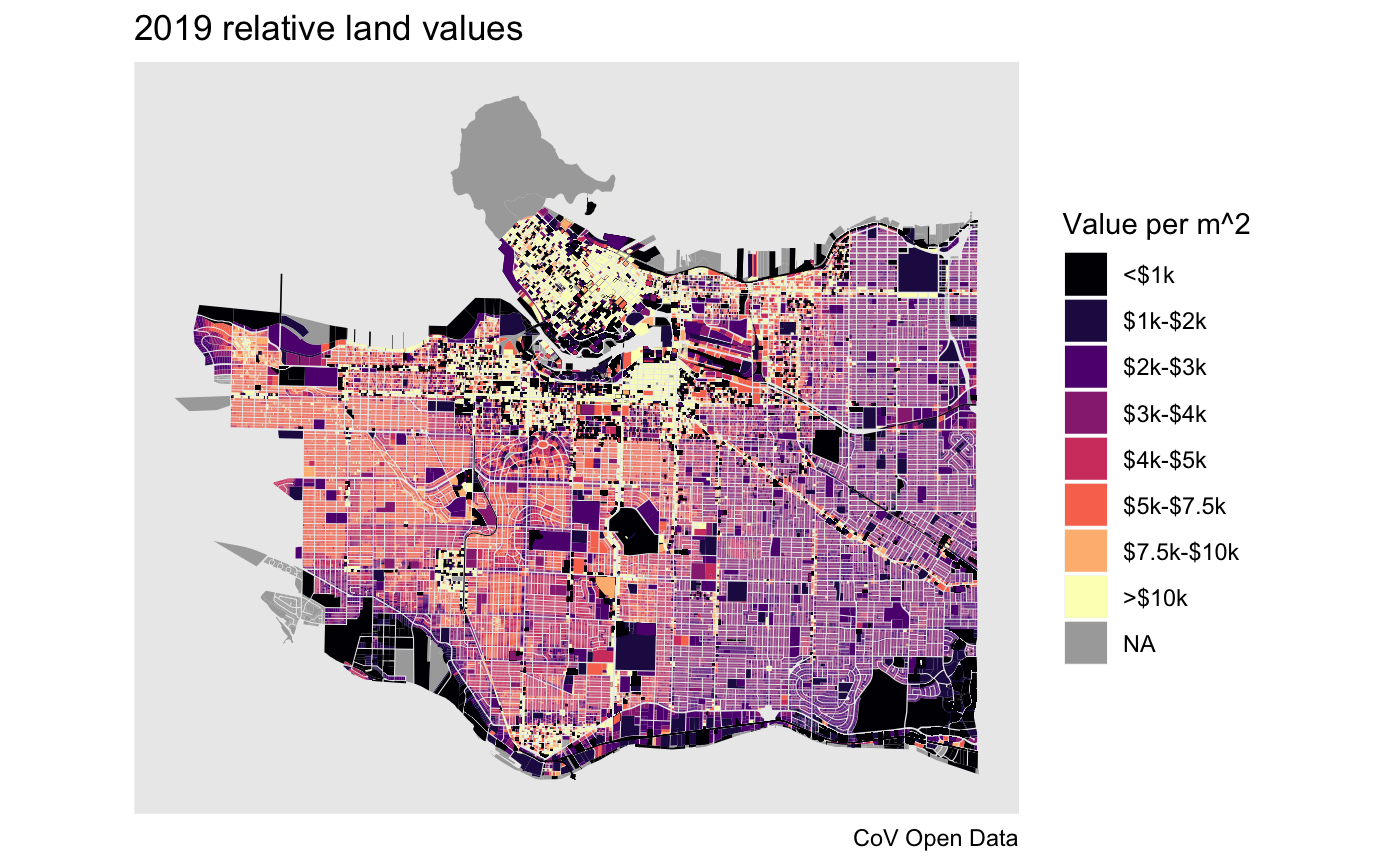 2019 relative land values
Value per m^2
<$1k
$1k-$2k
$2k-$3k
$3k-$4k
$4k-$5k
$5k-$7.5k
$7.5k-$10k
>$10k
NA
CoV Open Data